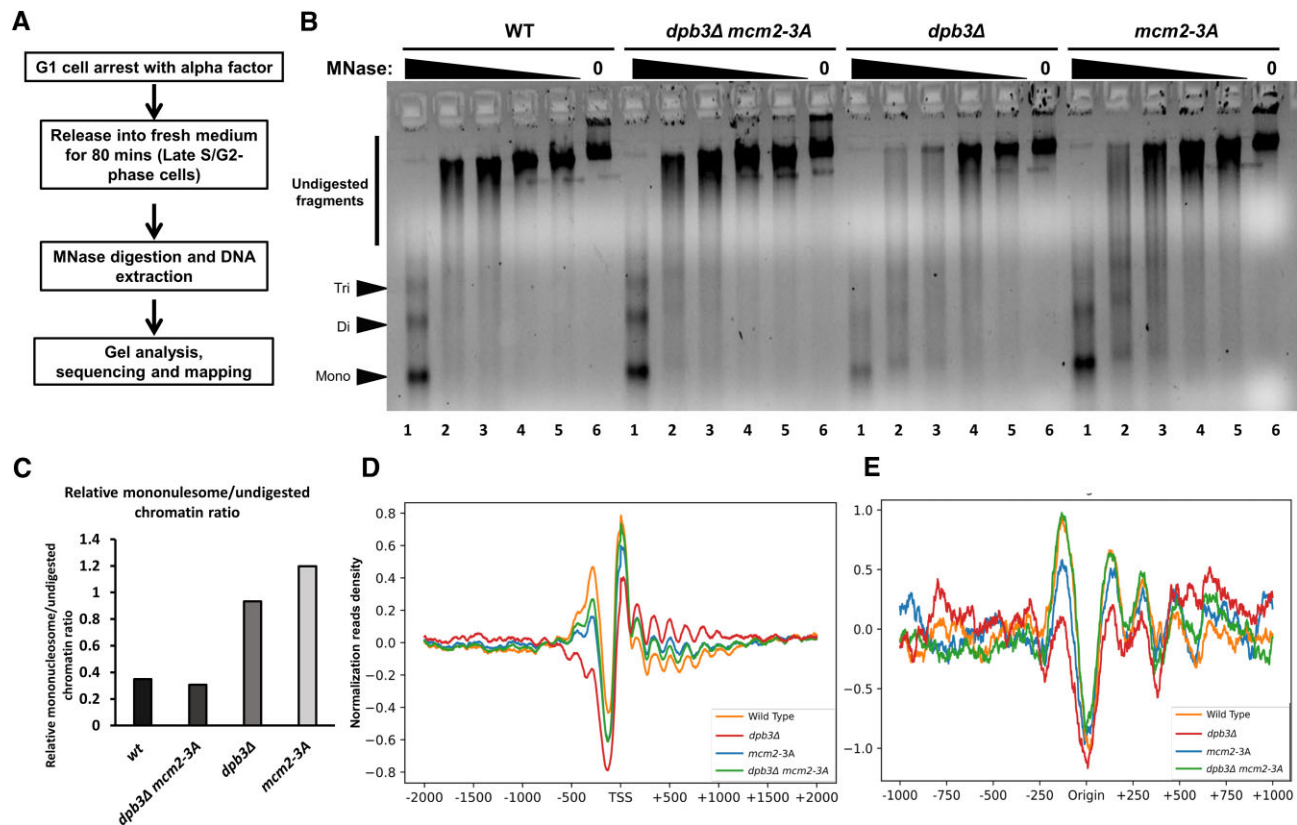 A
G1 cell arrest with alpha factor
Release into fresh medium
for 80 mins (Late S/G2-
phase cells)
MNase digestion and DNA
extraction
Gel analysis,
sequencing and mapping
B
WT
dpb3Δ mcm2-3A
dpb3Δ
mcm2-3A
MNase:
0
0
0
0
Undigested
fragments
Tri
Di
Mono
1 2 3 4 5 6 1 2 3 4 5 6 1 2 3 4 5 6 1 2 3 4 5 6
C
Relative mononulesome/undigested
chromatin ratio
Relative mononucleosome/undigested
chromatin ratio
1.4
1.2
1
0.8
0.6
0.4
0.2
0
wt
dpb3Δ mcm2-3A
dpb3Δ
mcm2-3A
D
Normalization reads density
0.8
0.6
0.4
0.2
0.0
−0.2
−0.4
−0.6
−0.8
-2000 -1500 -1000 -500 TSS +500 +1000 +1500 +2000
Wild Type
dpb3Δ
mcm2-3A
dpb3Δ mcm2-3A
E
1.0
0.5
0.0
−0.5
−1.0
-1000 -750 -500 -250 Origin +250 +500 +750 +1000
Wild Type
dpb3Δ
mcm2-3A
dpb3Δ mcm2-3A